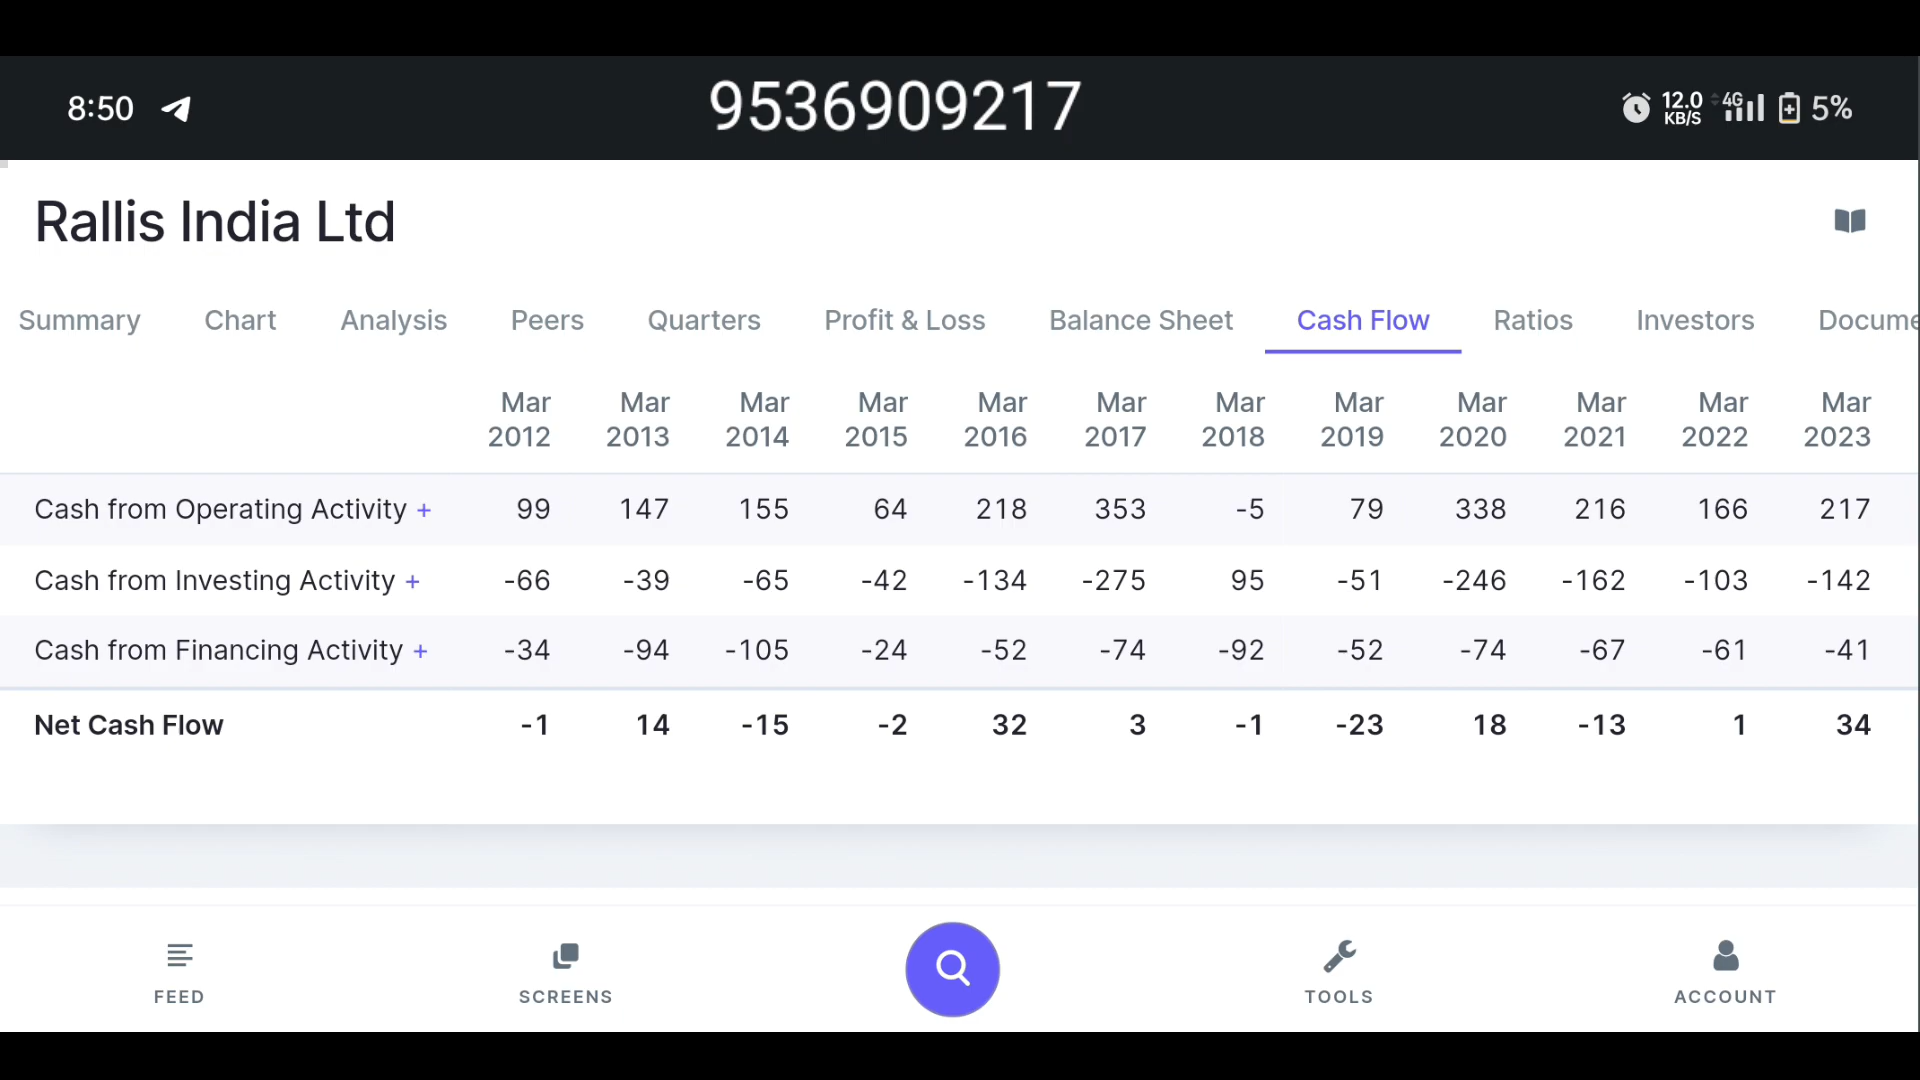 8:50 9536909217 12.0 KB/S 4G 5%
Rallis India Ltd
Summary Chart Analysis Peers Quarters Profit & Loss Balance Sheet Cash Flow Ratios Investors Docume
Mar 2012 Mar 2013 Mar 2014 Mar 2015 Mar 2016 Mar 2017 Mar 2018 Mar 2019 Mar 2020 Mar 2021 Mar 2022 Mar 2023
Cash from Operating Activity + 99 147 155 64 218 353 -5 79 338 216 166 217
Cash from Investing Activity + -66 -39 -65 -42 -134 -275 95 -51 -246 -162 -103 -142
Cash from Financing Activity + -34 -94 -105 -24 -52 -74 -92 -52 -74 -67 -61 -41
Net Cash Flow -1 14 -15 -2 32 3 -1 -23 18 -13 1 34
FEED SCREENS TOOLS ACCOUNT